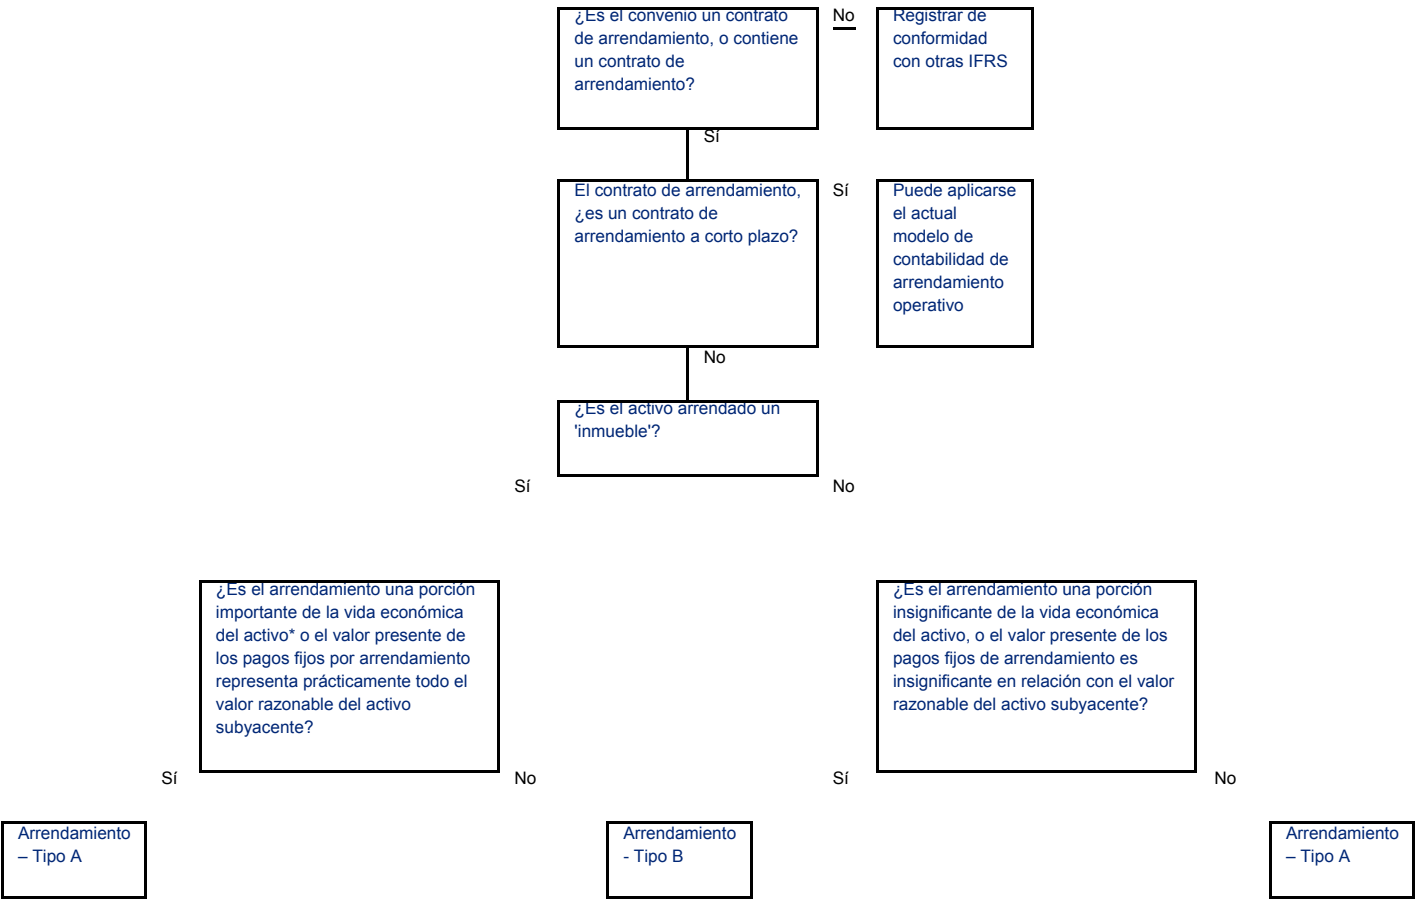 ¿Es el convenio un contrato
de arrendamiento, o contiene
un contrato de
arrendamiento?
No
Registrar de
conformidad
con otras IFRS
Sí
El contrato de arrendamiento,
¿es un contrato de
arrendamiento a corto plazo?
Sí
Puede aplicarse
el actual
modelo de
contabilidad de
arrendamiento
operativo
No
¿Es el activo arrendado un
'inmueble'?
Sí
No
¿Es el arrendamiento una porción
importante de la vida económica
del activo* o el valor presente de
los pagos fijos por arrendamiento
representa prácticamente todo el
valor razonable del activo
subyacente?
¿Es el arrendamiento una porción
insignificante de la vida económica
del activo, o el valor presente de los
pagos fijos de arrendamiento es
insignificante en relación con el valor
razonable del activo subyacente?
Sí
No
Sí
No
Arrendamiento
– Tipo A
Arrendamiento
- Tipo B
Arrendamiento
– Tipo A